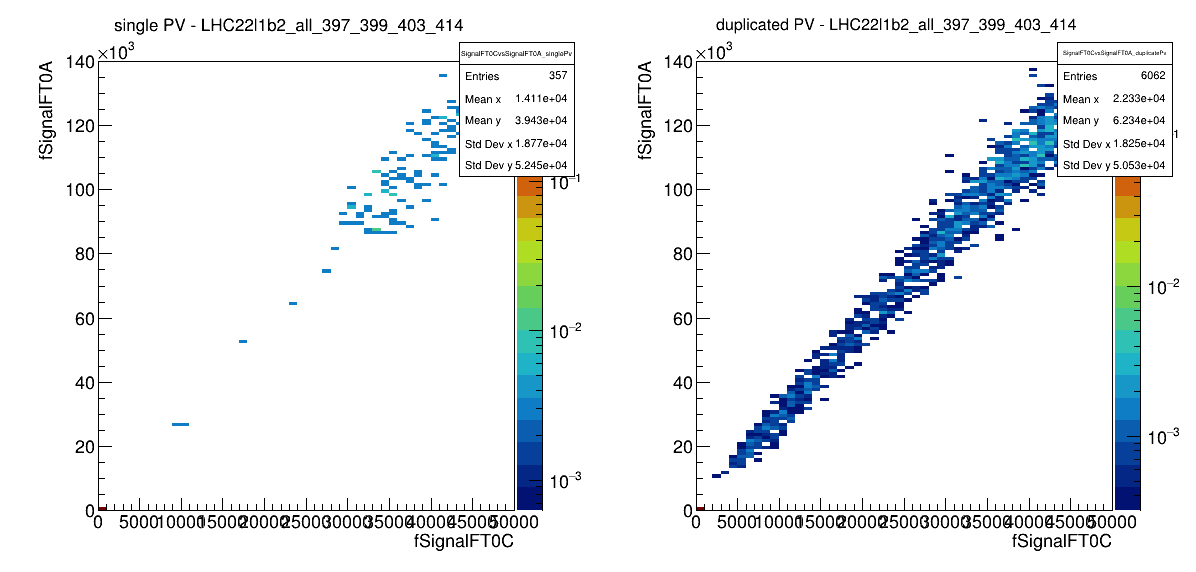 single PV - LHC22l1b2_all_397_399_403_414
×10³
fSignalFT0A
140
120
100
80
60
40
20
0
0 5000 10000 15000 20000 25000 30000 35000 40000 45000 50000
fSignalFT0C
SignalFT0CvsSignalFT0A_singlePV
Entries 357
Mean x 1.411e+04
Mean y 3.943e+04
Std Dev x 1.877e+04
Std Dev y 5.245e+04
10⁻¹
10⁻²
10⁻³
duplicated PV - LHC22l1b2_all_397_399_403_414
×10³
fSignalFT0A
140
120
100
80
60
40
20
0
0 5000 10000 15000 20000 25000 30000 35000 40000 45000 50000
fSignalFT0C
SignalFT0CvsSignalFT0A_duplicatePv
Entries 6062
Mean x 2.233e+04
Mean y 6.234e+04
Std Dev x 1.825e+04
Std Dev y 5.053e+04
10⁻²
10⁻³